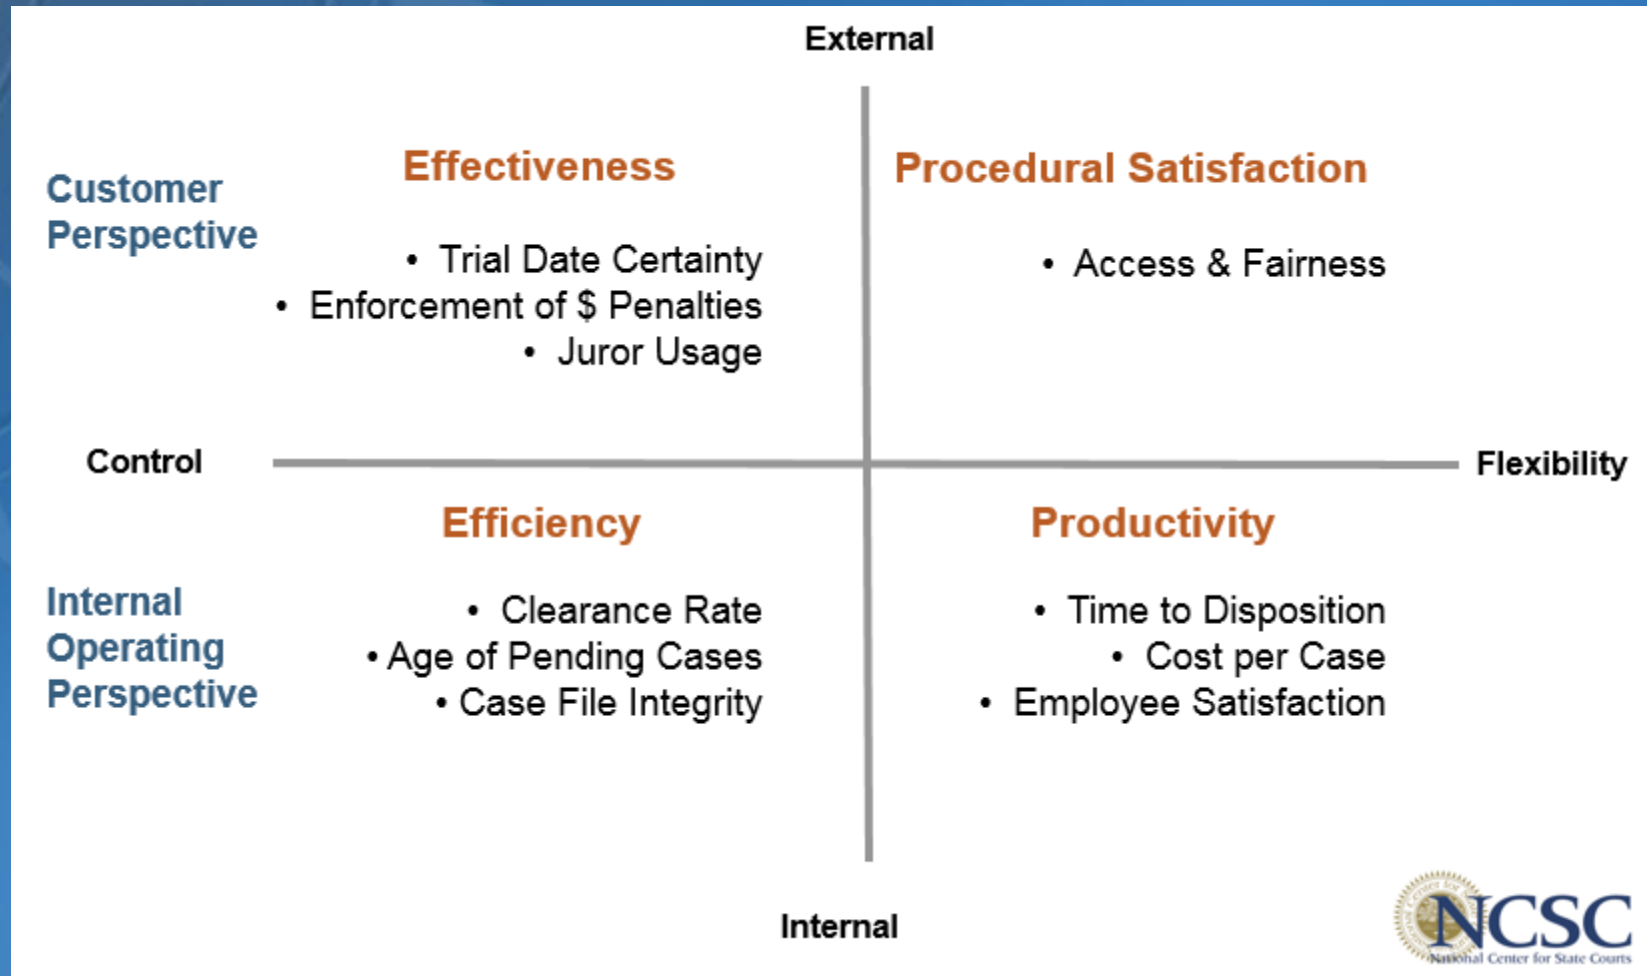 External
Effectiveness
Procedural Satisfaction
Customer
Perspective
• Trial Date Certainty
• Enforcement of $ Penalties
• Juror Usage
• Access & Fairness
Control
Flexibility
Efficiency
Productivity
Internal
Operating
Perspective
• Clearance Rate
• Age of Pending Cases
• Case File Integrity
• Time to Disposition
• Cost per Case
• Employee Satisfaction
Internal
NCSC
National Center for State Courts